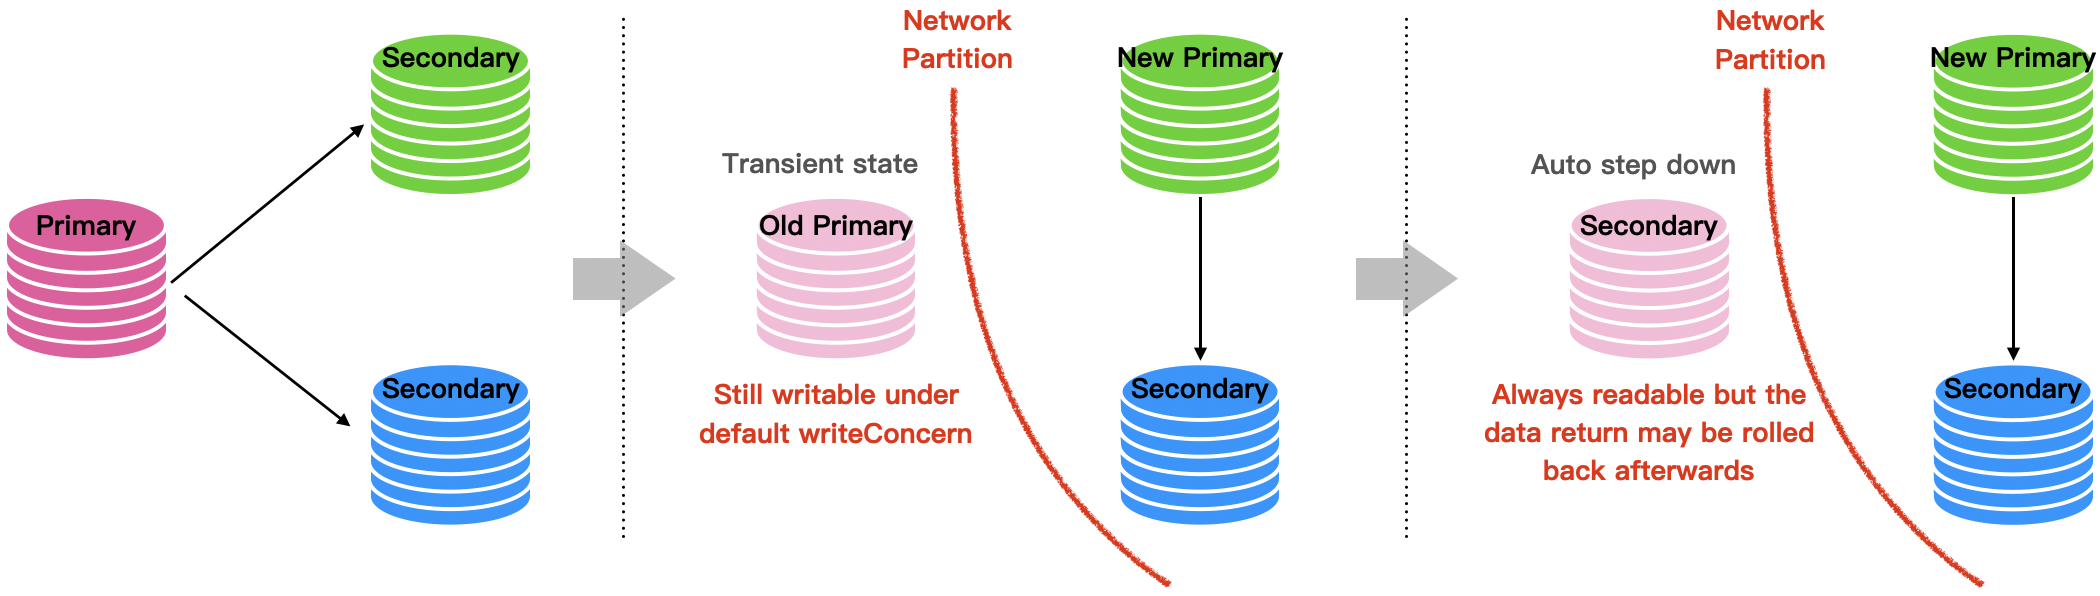 Secondary
Primary
Secondary
Network
Partition
New Primary
Transient state
Old Primary
Secondary
Still writable under
default writeConcern
Network
Partition
New Primary
Auto step down
Secondary
Secondary
Always readable but the
data return may be rolled
back afterwards